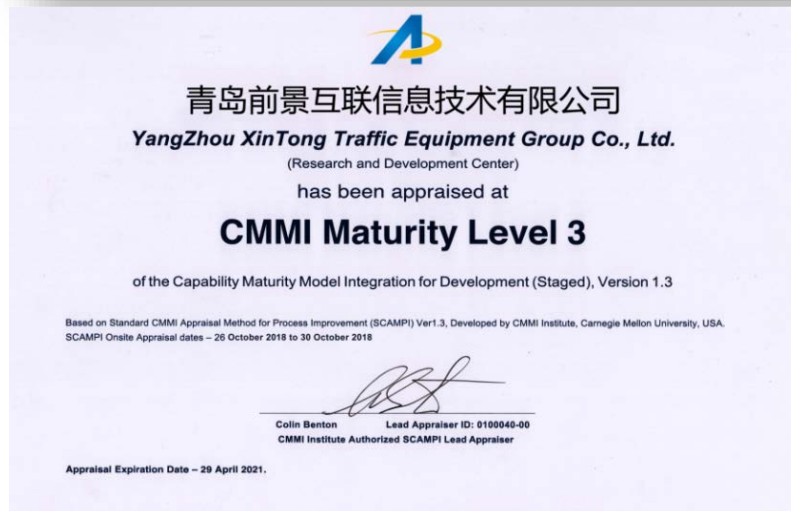 青岛前景互联信息技术有限公司
YangZhou XinTong Traffic Equipment Group Co., Ltd.
(Research and Development Center)
has been appraised at
CMMI Maturity Level 3
of the Capability Maturity Model Integration for Development (Staged), Version 1.3
Based on Standard CMMI Appraisal Method for Process Improvement (SCAMPI) Ver1.3, Developed by CMMI Institute, Carnegie Mellon University, USA.
SCAMPI Onsite Appraisal dates – 26 October 2018 to 30 October 2018
Colin Benton Lead Appraiser ID: 0100040-00
CMMI Institute Authorized SCAMPI Lead Appraiser
Appraisal Expiration Date – 29 April 2021.